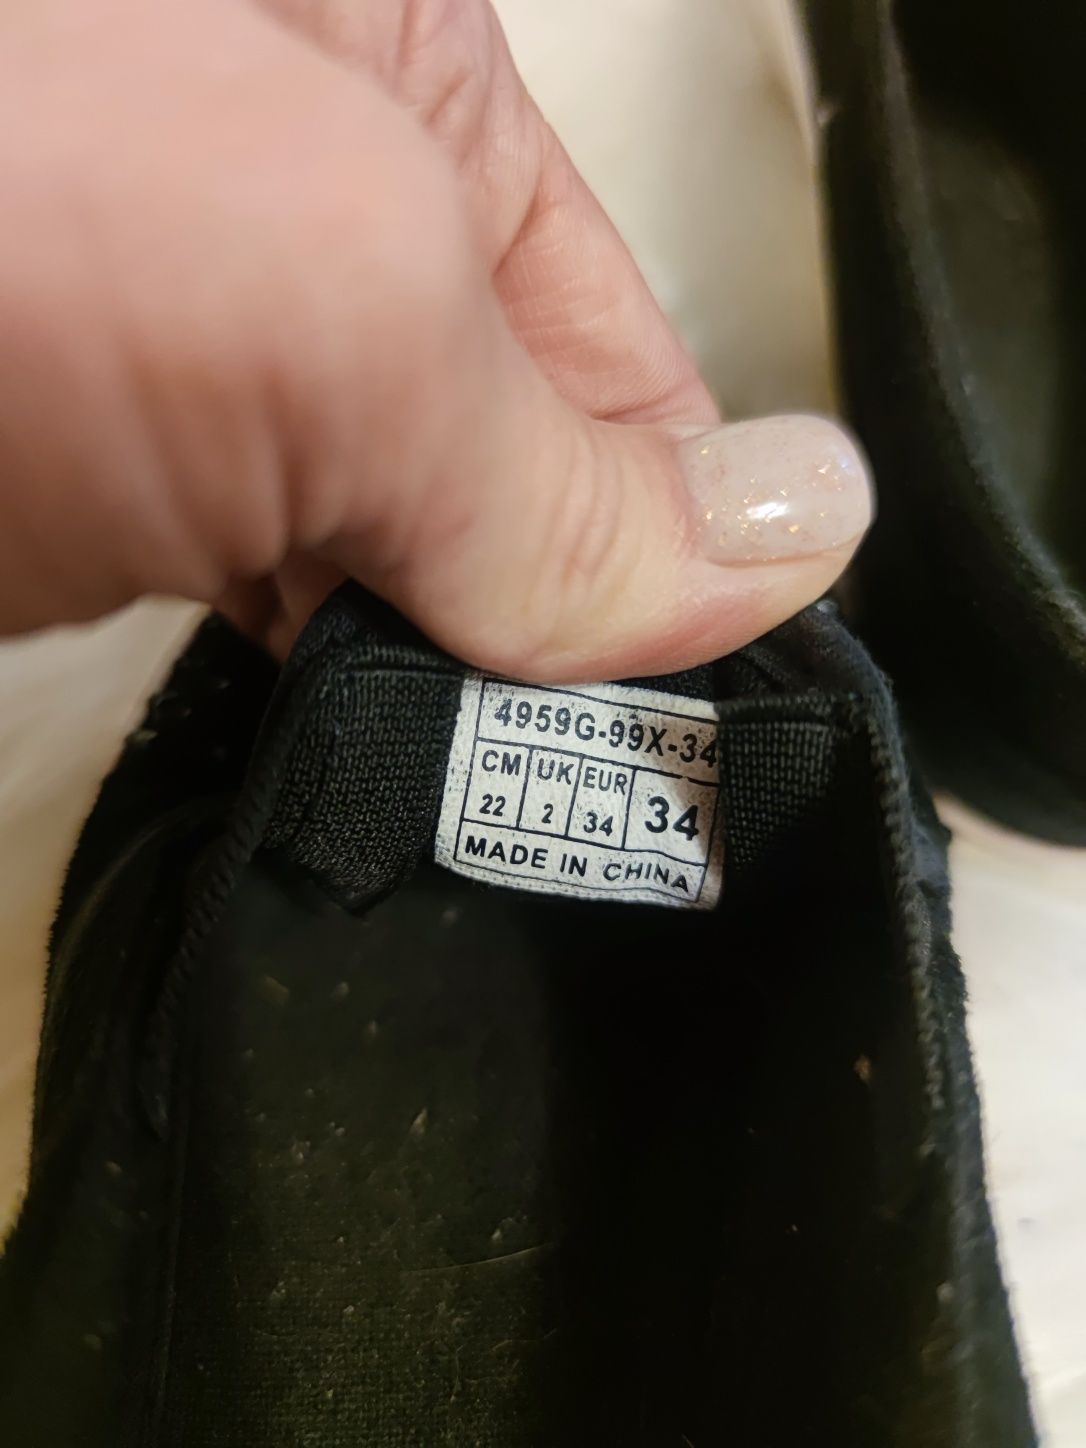 4959G-99X-34
CM UK EUR 34
22 2 34
MADE IN CHINA